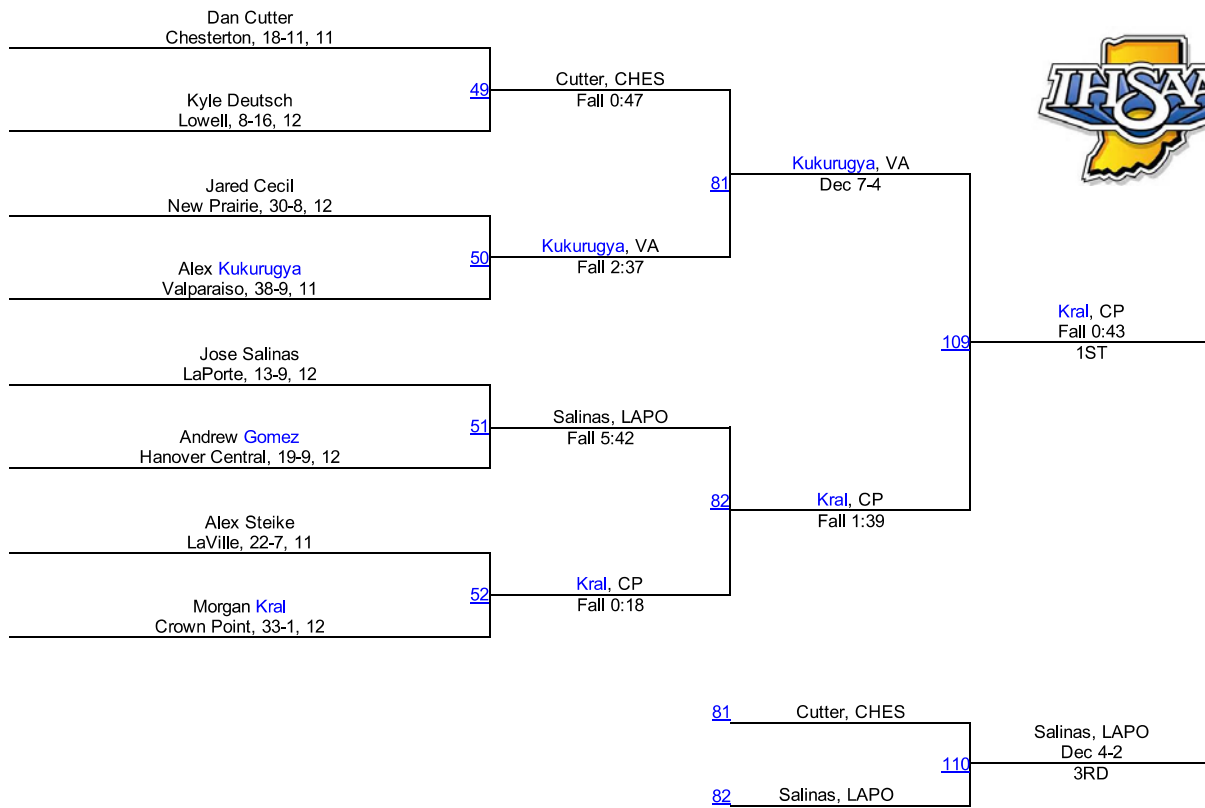 Dan Cutter
Chesterton, 18-11, 11
49
Cutter, CHES
Fall 0:47
Kyle Deutsch
Lowell, 8-16, 12
IHSAA
81
Kukurugya, VA
Dec 7-4
Jared Cecil
New Prairie, 30-8, 12
50
Kukurugya, VA
Fall 2:37
Alex Kukurugya
Valparaiso, 38-9, 11
109
Kral, CP
Fall 0:43
1ST
Jose Salinas
LaPorte, 13-9, 12
51
Salinas, LAPO
Fall 5:42
Andrew Gomez
Hanover Central, 19-9, 12
82
Kral, CP
Fall 1:39
Alex Steike
LaVille, 22-7, 11
52
Kral, CP
Fall 0:18
Morgan Kral
Crown Point, 33-1, 12
81
Cutter, CHES
110
Salinas, LAPO
Dec 4-2
3RD
82
Salinas, LAPO